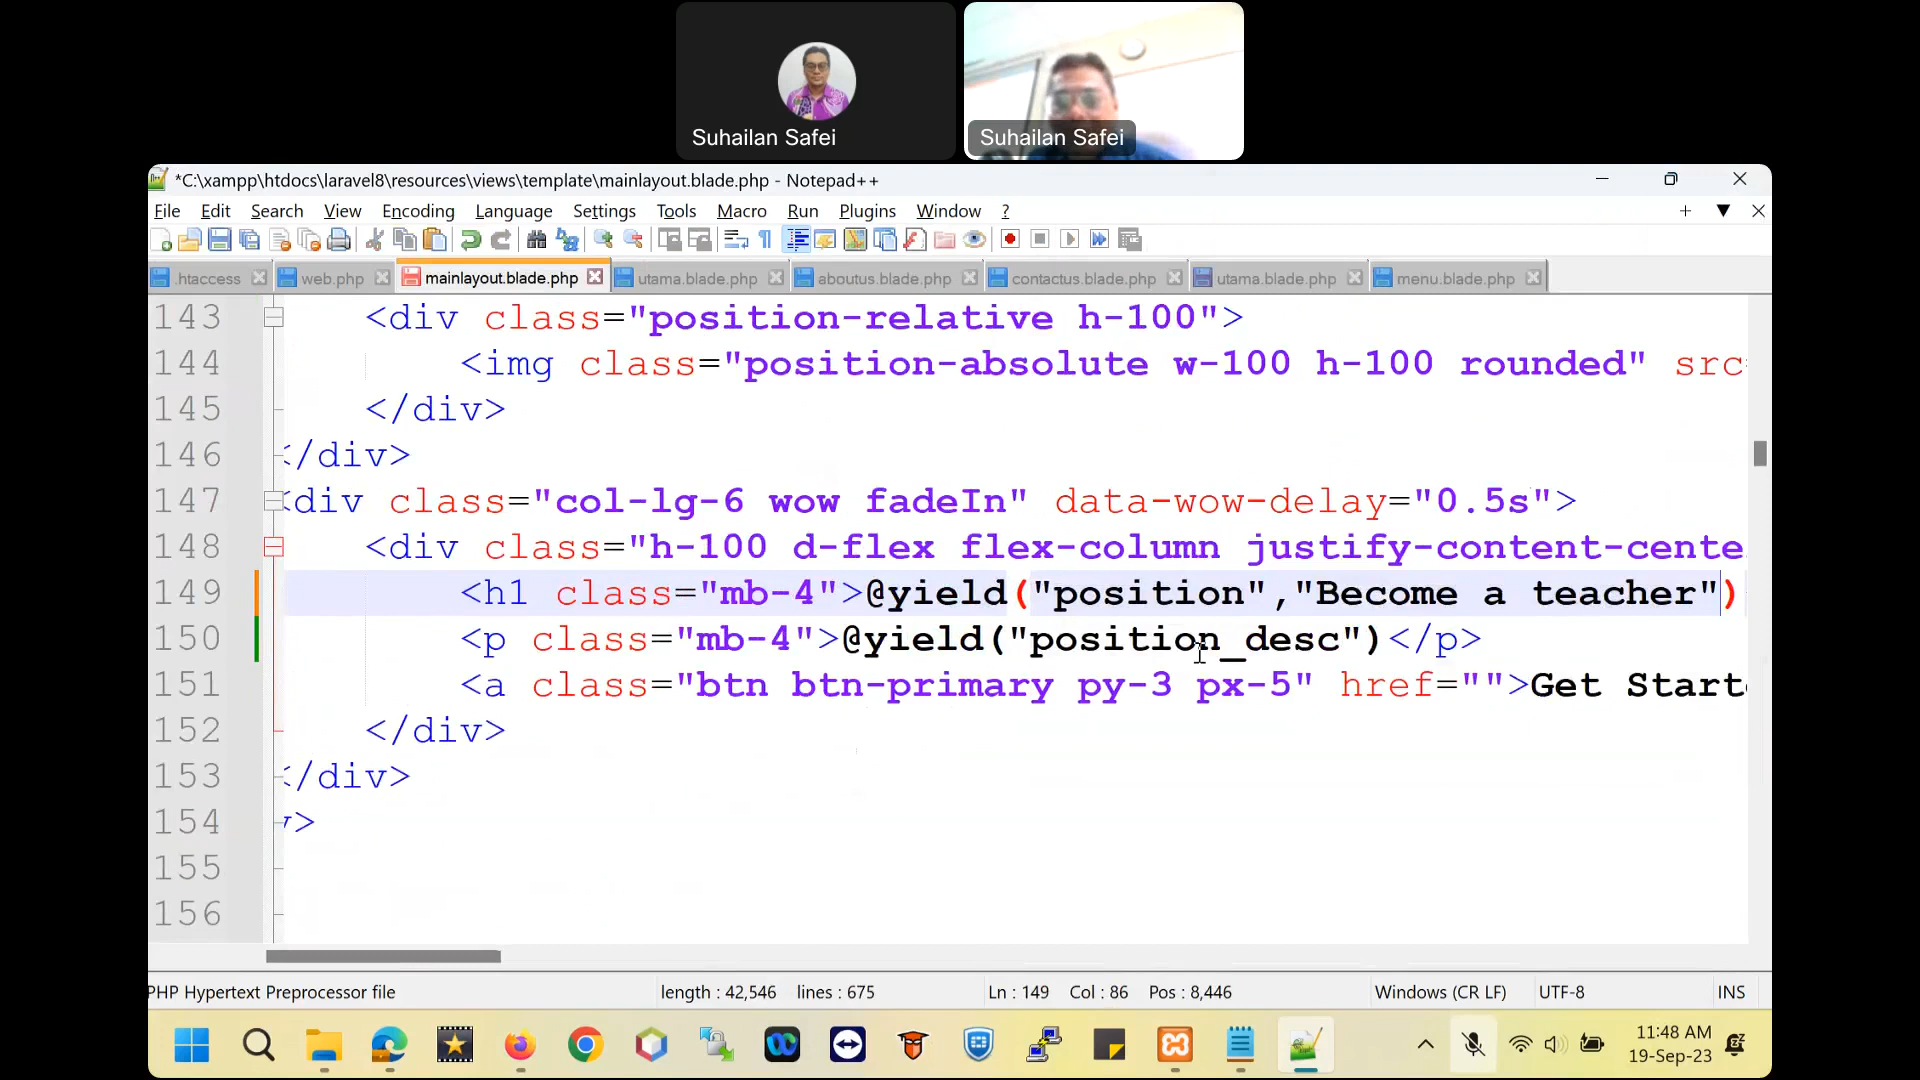 Suhailan Safei
Suhailan Safei
*C:\xampp\htdocs\laravel8\resources\views\template\mainlayout.blade.php - Notepad++
File Edit Search View Encoding Language Settings Tools Macro Run Plugins Window ?
.htaccess web.php mainlayout.blade.php utama.blade.php aboutus.blade.php contactus.blade.php utama.blade.php menu.blade.php
143 <div class="position-relative h-100">
144 <img class="position-absolute w-100 h-100 rounded" src
145 </div>
146 </div>
147 <div class="col-lg-6 wow fadeIn" data-wow-delay="0.5s">
148 <div class="h-100 d-flex flex-column justify-content-cente
149 <h1 class="mb-4">@yield("position","Become a teacher")
150 <p class="mb-4">@yield("position_desc")</p>
151 <a class="btn btn-primary py-3 px-5" href="">Get Start
152 </div>
153 </div>
154 v>
155
156
PHP Hypertext Preprocessor file length : 42,546 lines : 675 Ln : 149 Col : 86 Pos : 8,446 Windows (CR LF) UTF-8 INS
11:48 AM
19-Sep-23